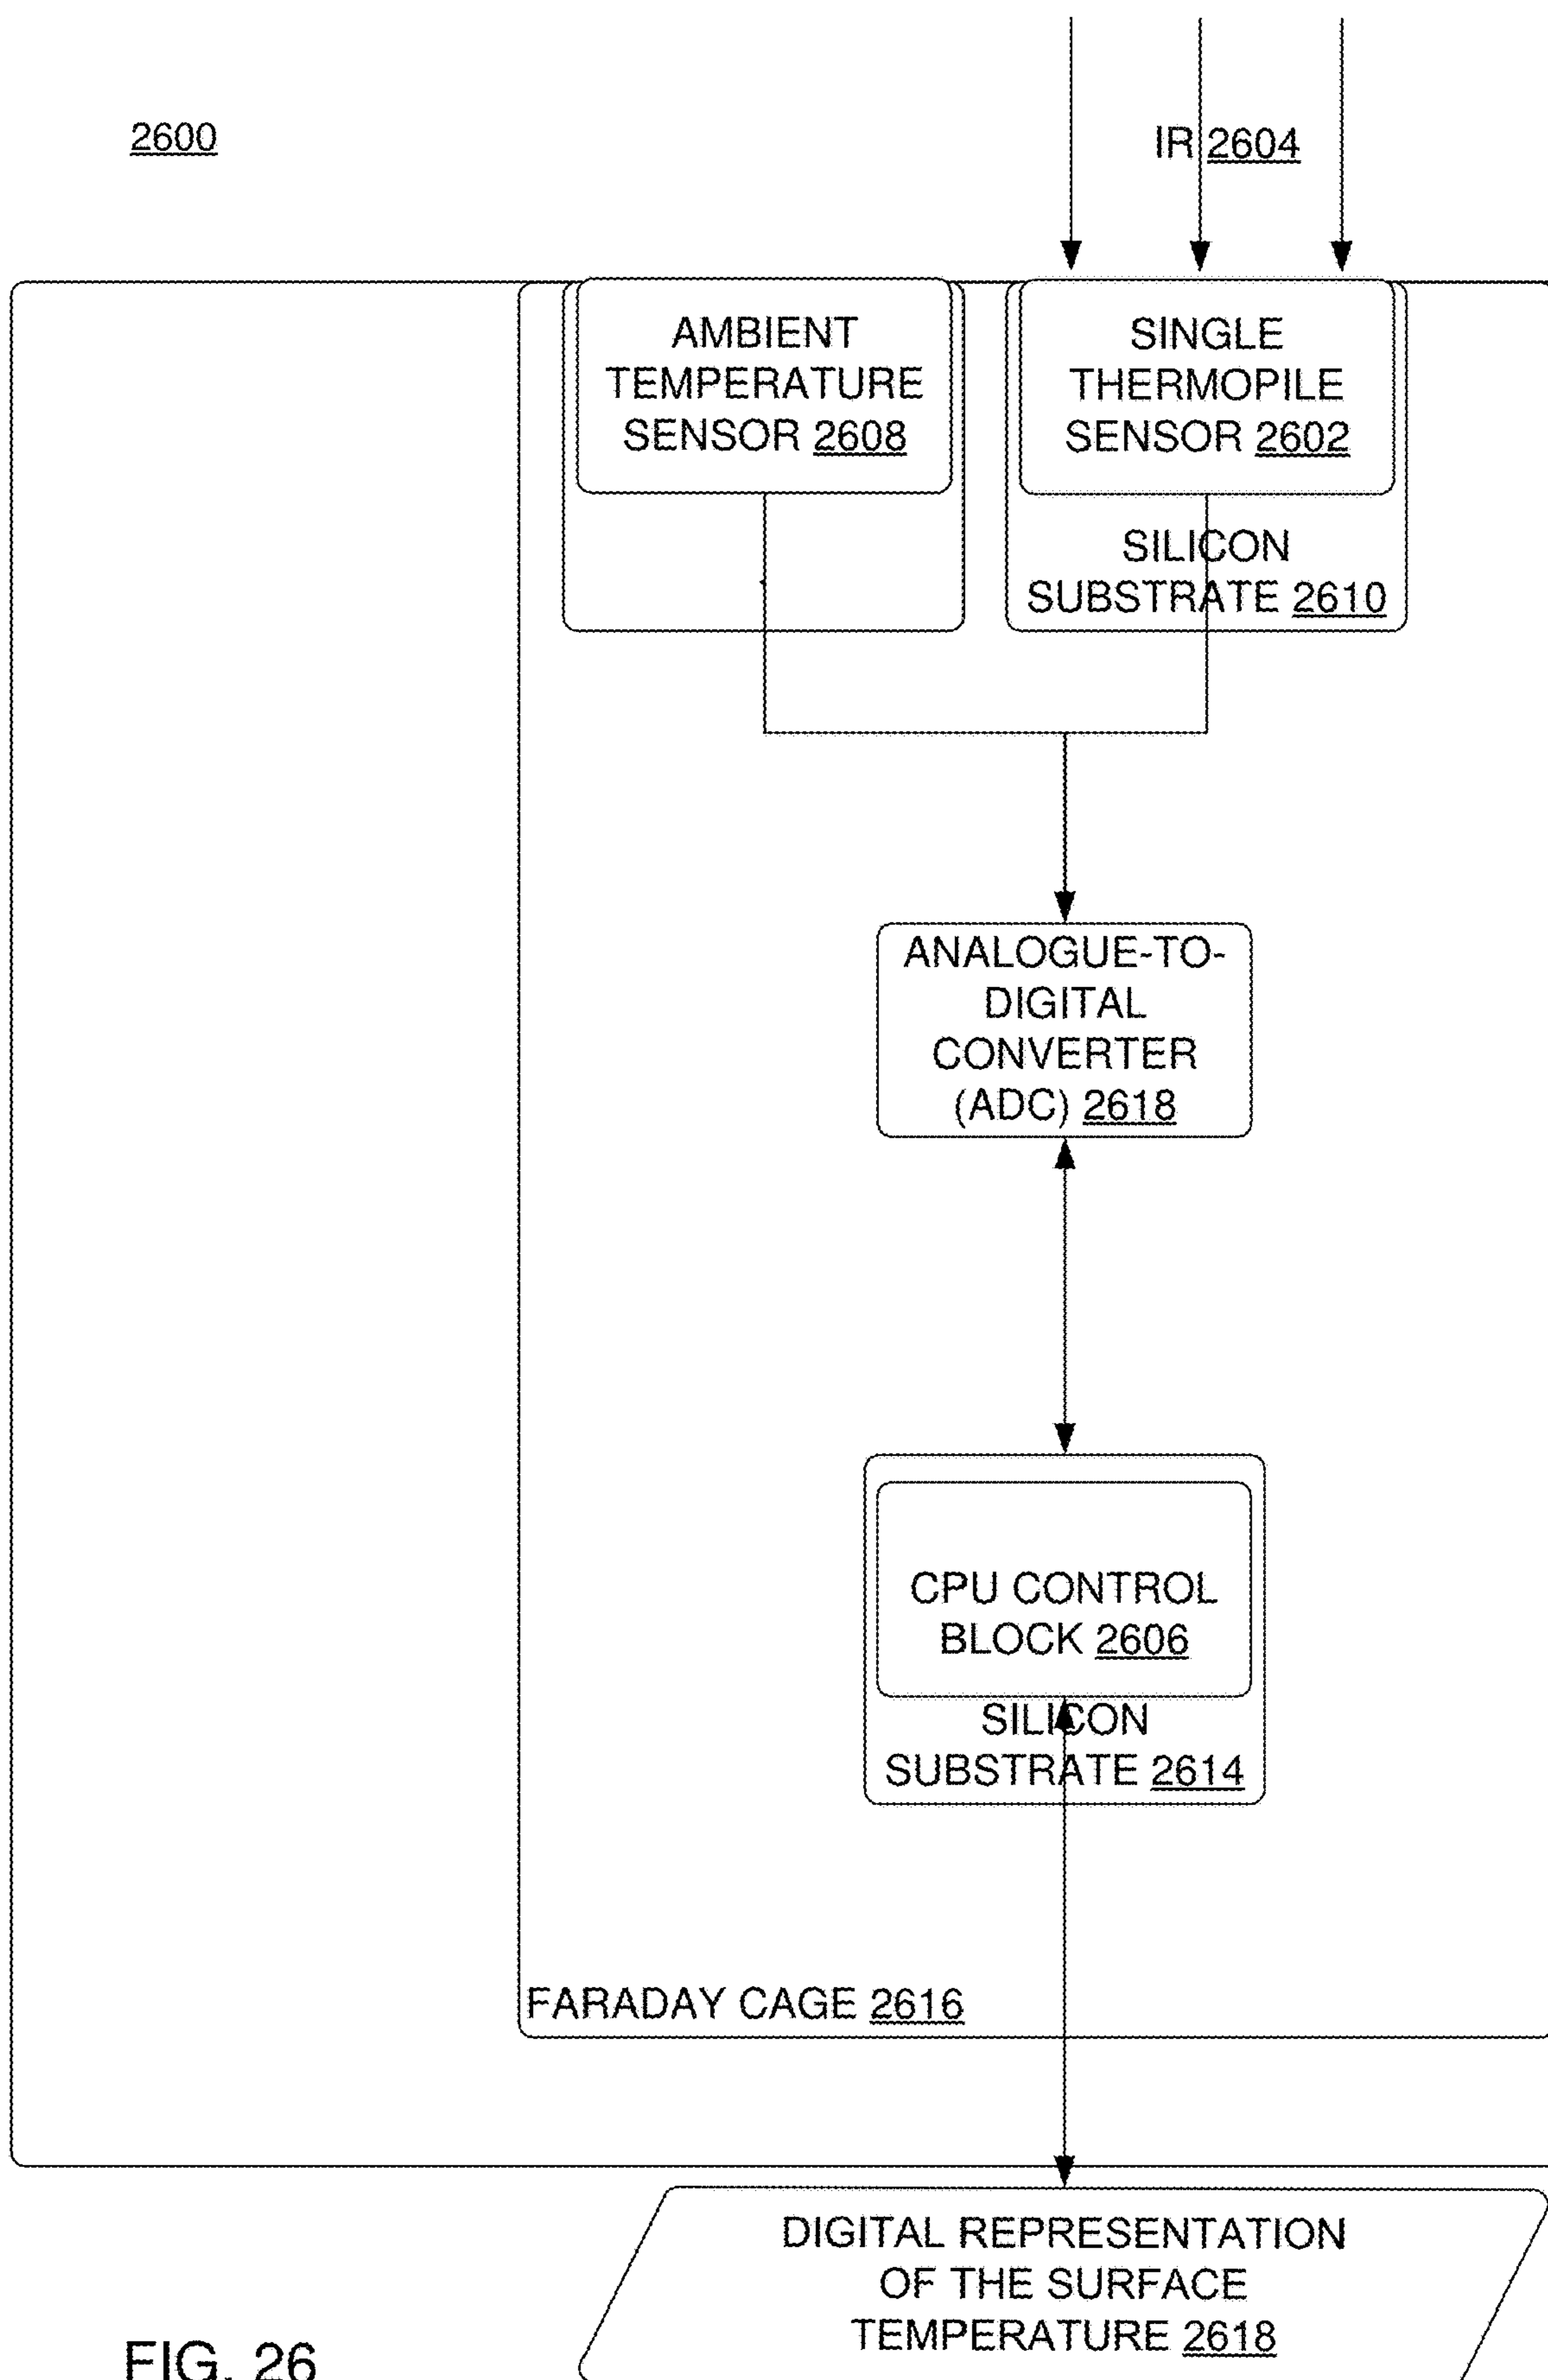 2600
IR 2604
AMBIENT
TEMPERATURE
SENSOR 2608
SINGLE
THERMOPILE
SENSOR 2602
SILICON
SUBSTRATE 2610
ANALOGUE-TO-
DIGITAL
CONVERTER
(ADC) 2618
CPU CONTROL
BLOCK 2606
SILICON
SUBSTRATE 2614
FARADAY CAGE 2616
DIGITAL REPRESENTATION
OF THE SURFACE
TEMPERATURE 2618
FIG. 26